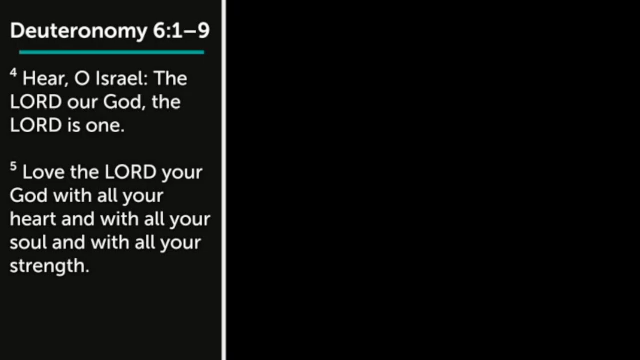 Deuteronomy 6:1–9
4 Hear, O Israel: The
LORD our God, the
LORD is one.
5 Love the LORD your
God with all your
heart and with all your
soul and with all your
strength.